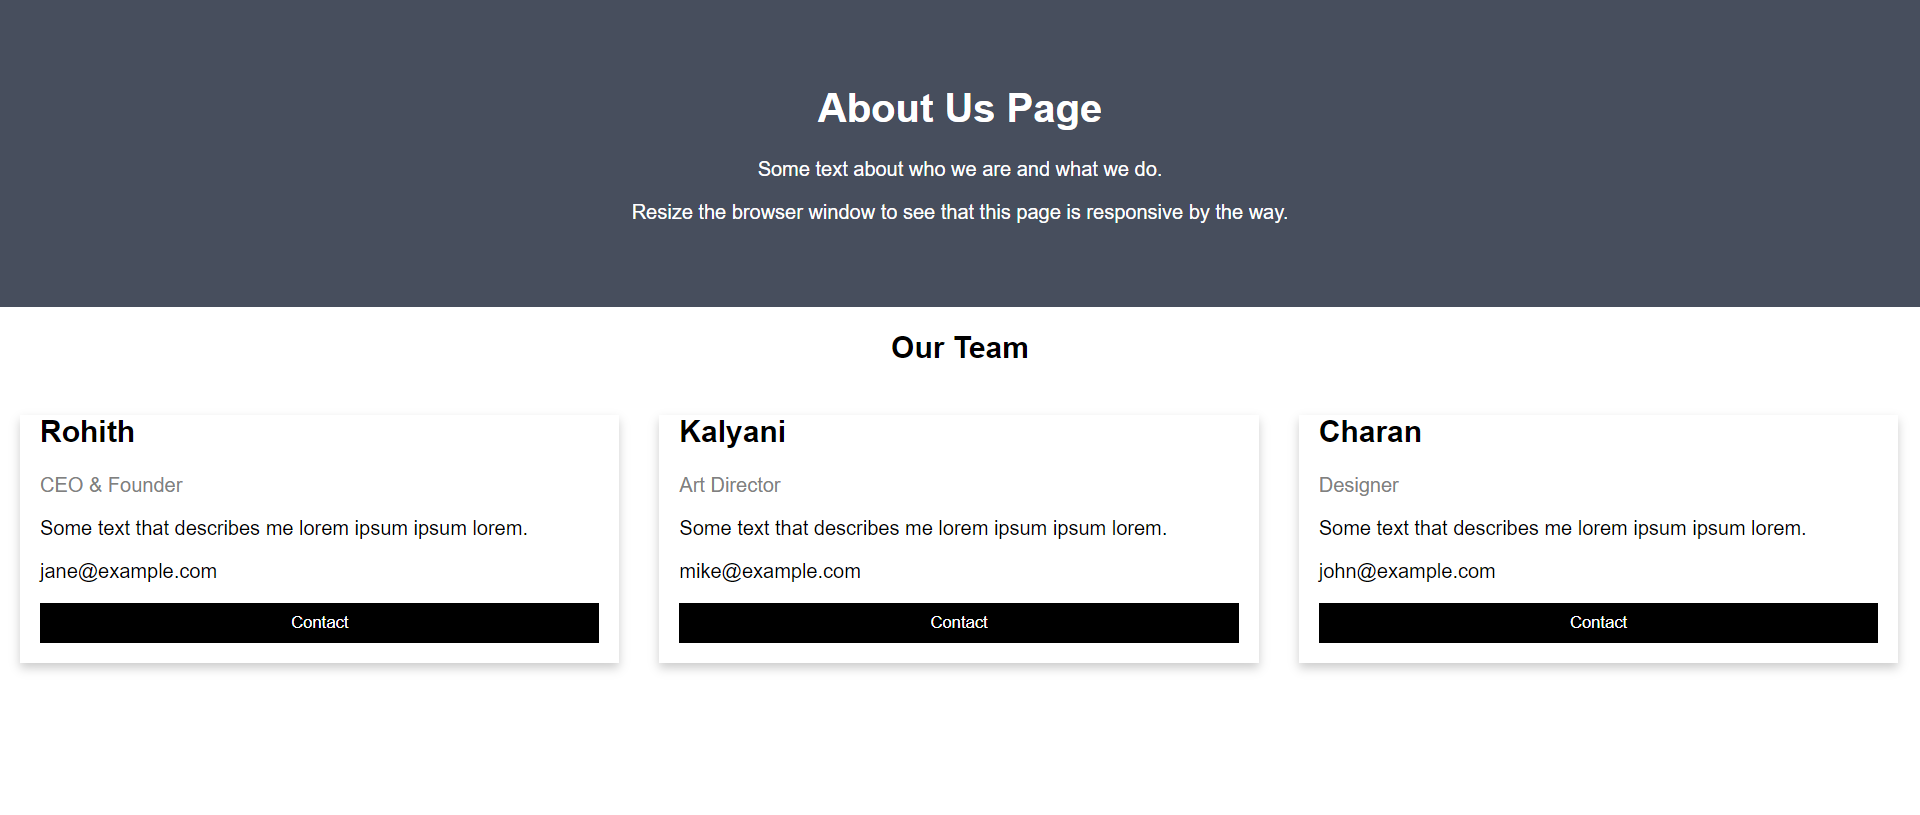 About Us Page
Some text about who we are and what we do.
Resize the browser window to see that this page is responsive by the way.
Our Team
Rohith
CEO & Founder
Some text that describes me lorem ipsum ipsum lorem.
jane@example.com
Contact
Kalyani
Art Director
Some text that describes me lorem ipsum ipsum lorem.
mike@example.com
Contact
Charan
Designer
Some text that describes me lorem ipsum ipsum lorem.
john@example.com
Contact